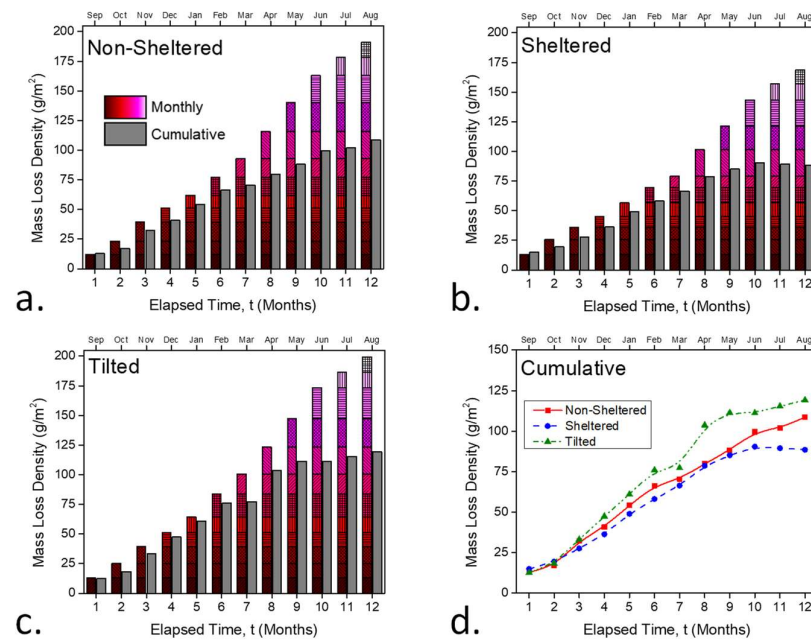 Sep Oct Nov Dec Jan Feb Mar Apr May Jun Jul Aug
Non-Sheltered
Monthly
Cumulative
Mass Loss Density (g/m²)
200
175
150
125
100
75
50
25
0
1 2 3 4 5 6 7 8 9 10 11 12
Elapsed Time, t (Months)
a.
Sep Oct Nov Dec Jan Feb Mar Apr May Jun Jul Aug
Sheltered
Mass Loss Density (g/m²)
200
175
150
125
100
75
50
25
0
1 2 3 4 5 6 7 8 9 10 11 12
Elapsed Time, t (Months)
b.
Sep Oct Nov Dec Jan Feb Mar Apr May Jun Jul Aug
Tilted
Mass Loss Density (g/m²)
200
175
150
125
100
75
50
25
0
1 2 3 4 5 6 7 8 9 10 11 12
Elapsed Time, t (Months)
c.
Sep Oct Nov Dec Jan Feb Mar Apr May Jun Jul Aug
Cumulative
Non-Sheltered
Sheltered
Tilted
Mass Loss Density (g/m²)
150
125
100
75
50
25
0
1 2 3 4 5 6 7 8 9 10 11 12
Elapsed Time, t (Months)
d.